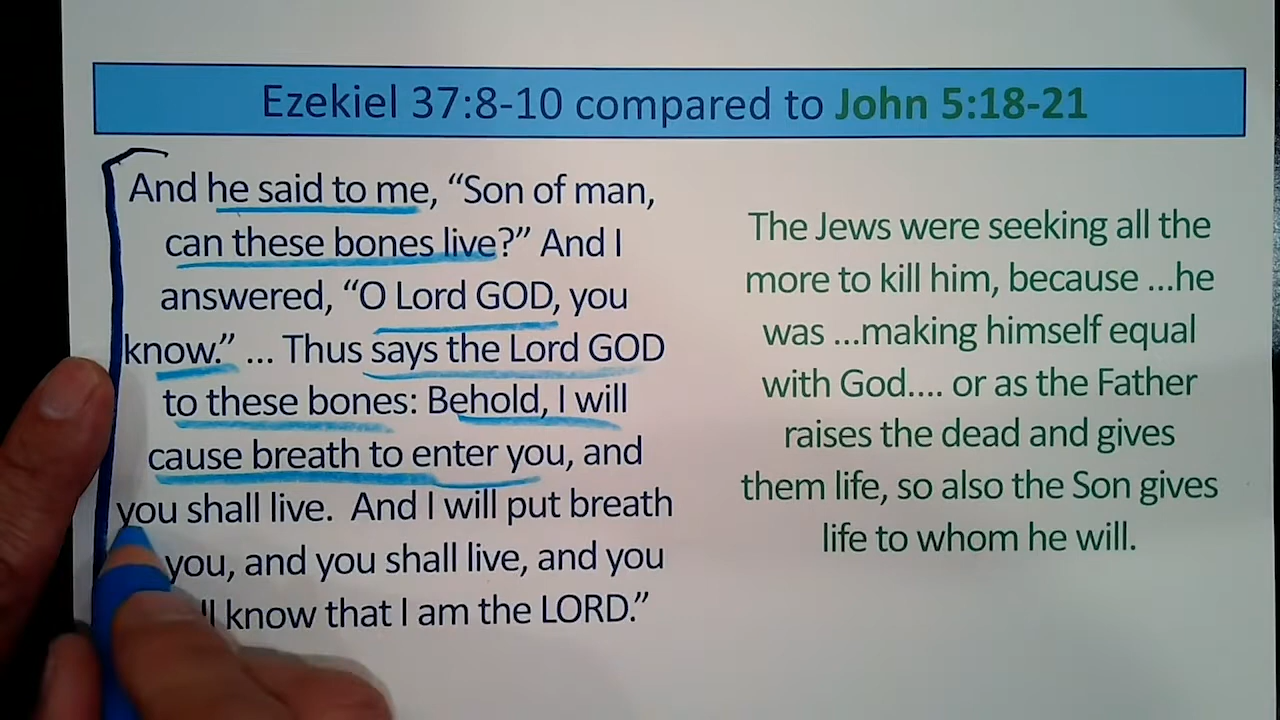 Ezekiel 37:8-10 compared to John 5:18-21
And he said to me, “Son of man,
can these bones live?” And I
answered, “O Lord GOD, you
know.” ... Thus says the Lord GOD
to these bones: Behold, I will
cause breath to enter you, and
you shall live. And I will put breath
you, and you shall live, and you
know that I am the LORD.”
The Jews were seeking all the
more to kill him, because ...he
was ...making himself equal
with God.... or as the Father
raises the dead and gives
them life, so also the Son gives
life to whom he will.